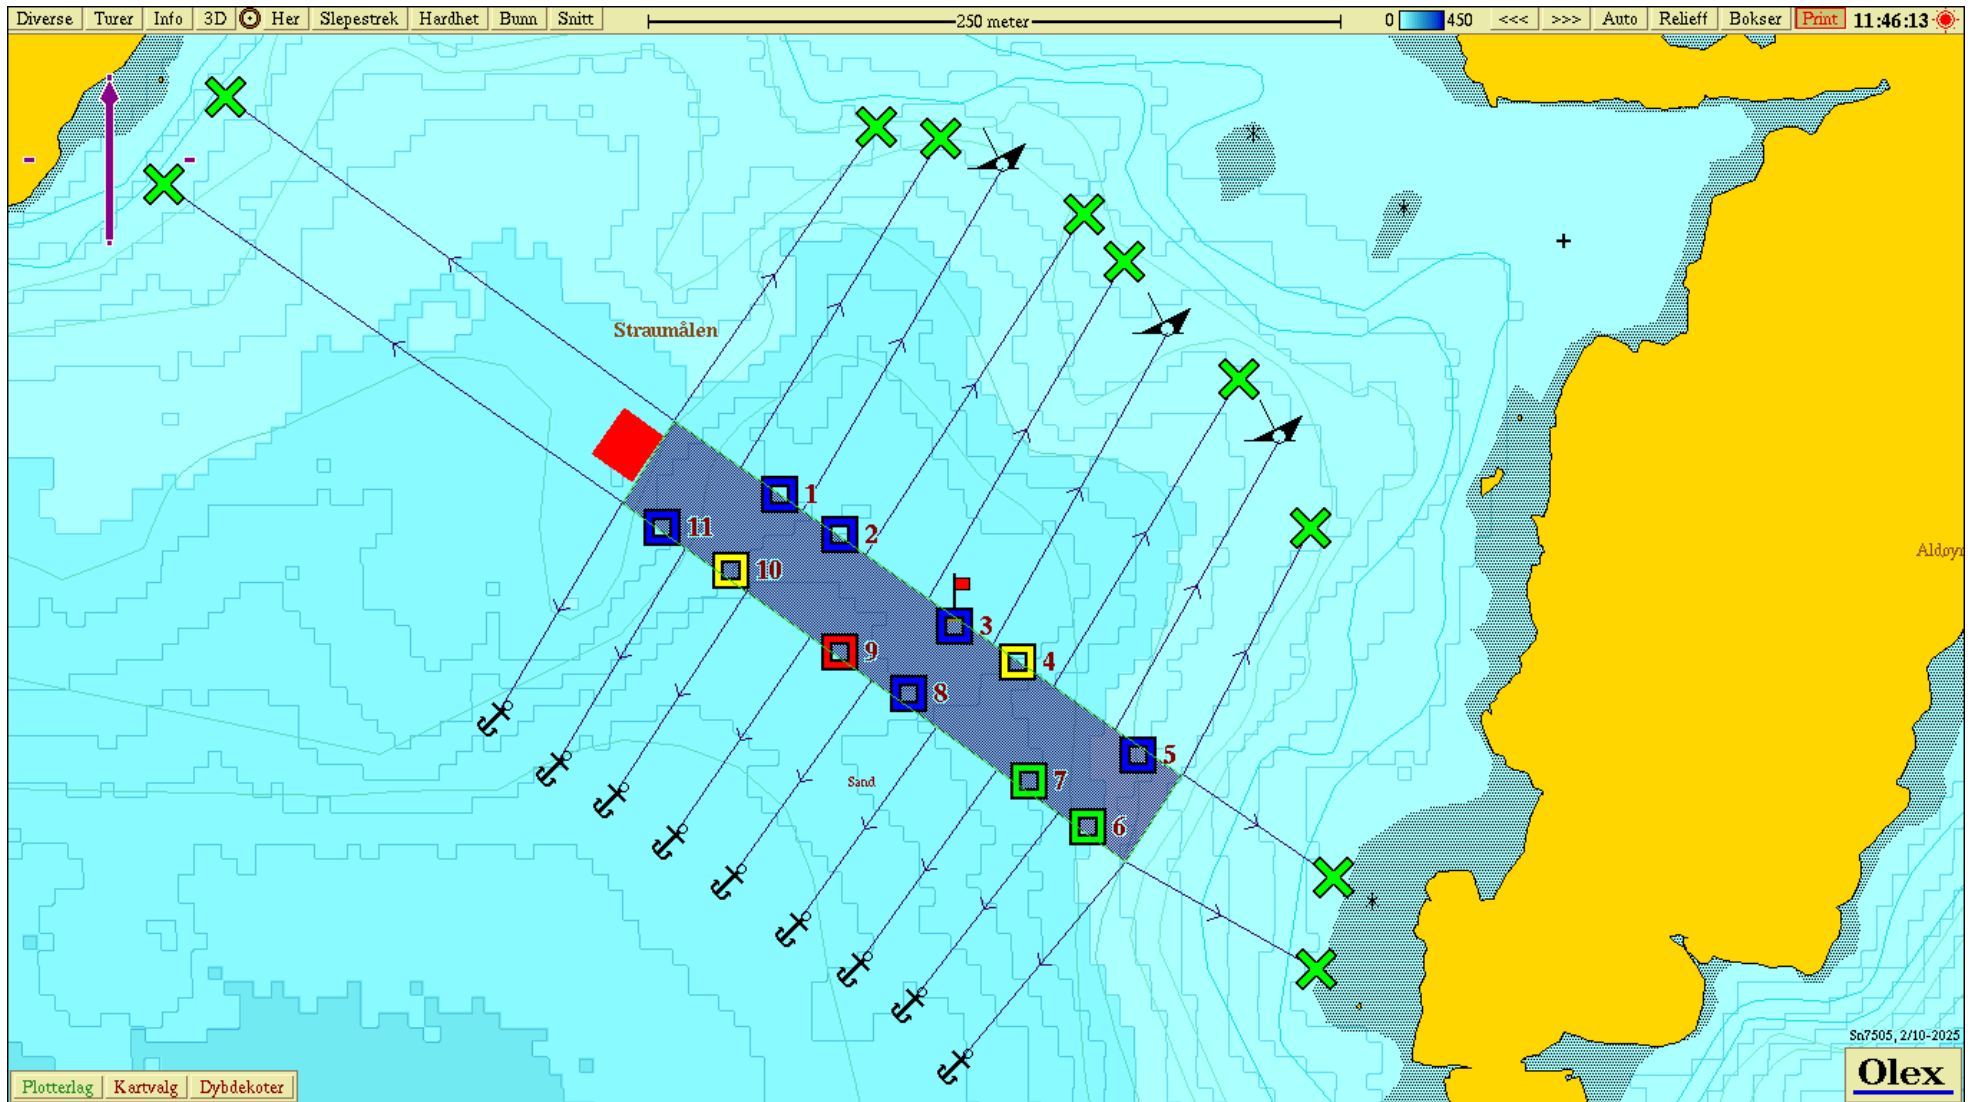 Diverse Turer Info 3D Her Slepestrek Hardhet Bunn Snitt 250 meter 0 450 <<< >>> Auto Relieff Bokser Print 11:46:13
Straumålen
1
11
2
10
3
9
4
8
5
7
Sand
6
Sn7505, 2/10-2025
Olex
Plotterlag Kartvalg Dybdekoter